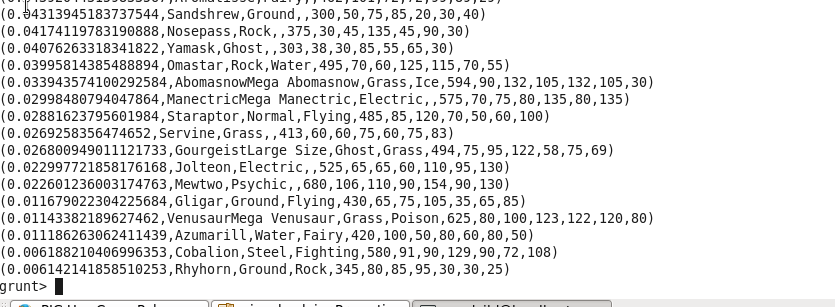 (0.04313945183737544,Sandshrew,Ground,,300,50,75,85,20,30,40)
(0.04174119783190888,Nosepass,Rock,,375,30,45,135,45,90,30)
(0.04076263318341822,Yamask,Ghost,,303,38,30,85,55,65,30)
(0.03995814385488894,Omastar,Rock,Water,495,70,60,125,115,70,55)
(0.033943574100292584,AbomasnowMega Abomasnow,Grass,Ice,594,90,132,105,132,105,30)
(0.02998480794047864,ManectricMega Manectric,Electric,,575,70,75,80,135,80,135)
(0.02881623795601984,Staraptor,Normal,Flying,485,85,120,70,50,60,100)
(0.0269258356474652,Servine,Grass,,413,60,60,75,60,75,83)
(0.026800949011121733,GourgeistLarge Size,Ghost,Grass,494,75,95,122,58,75,69)
(0.022997721858176168,Jolteon,Electric,,525,65,65,60,110,95,130)
(0.022601236003174763,Mewtwo,Psychic,,680,106,110,90,154,90,130)
(0.011679022304225684,Gligar,Ground,Flying,430,65,75,105,35,65,85)
(0.01143382189627462,VenusaurMega Venusaur,Grass,Poison,625,80,100,123,122,120,80)
(0.011186263062411439,Azumarill,Water,Fairy,420,100,50,80,60,80,50)
(0.006188210406996353,Cobalion,Steel,Fighting,580,91,90,129,90,72,108)
(0.006142141858510253,Rhyhorn,Ground,Rock,345,80,85,95,30,30,25)
grunt>